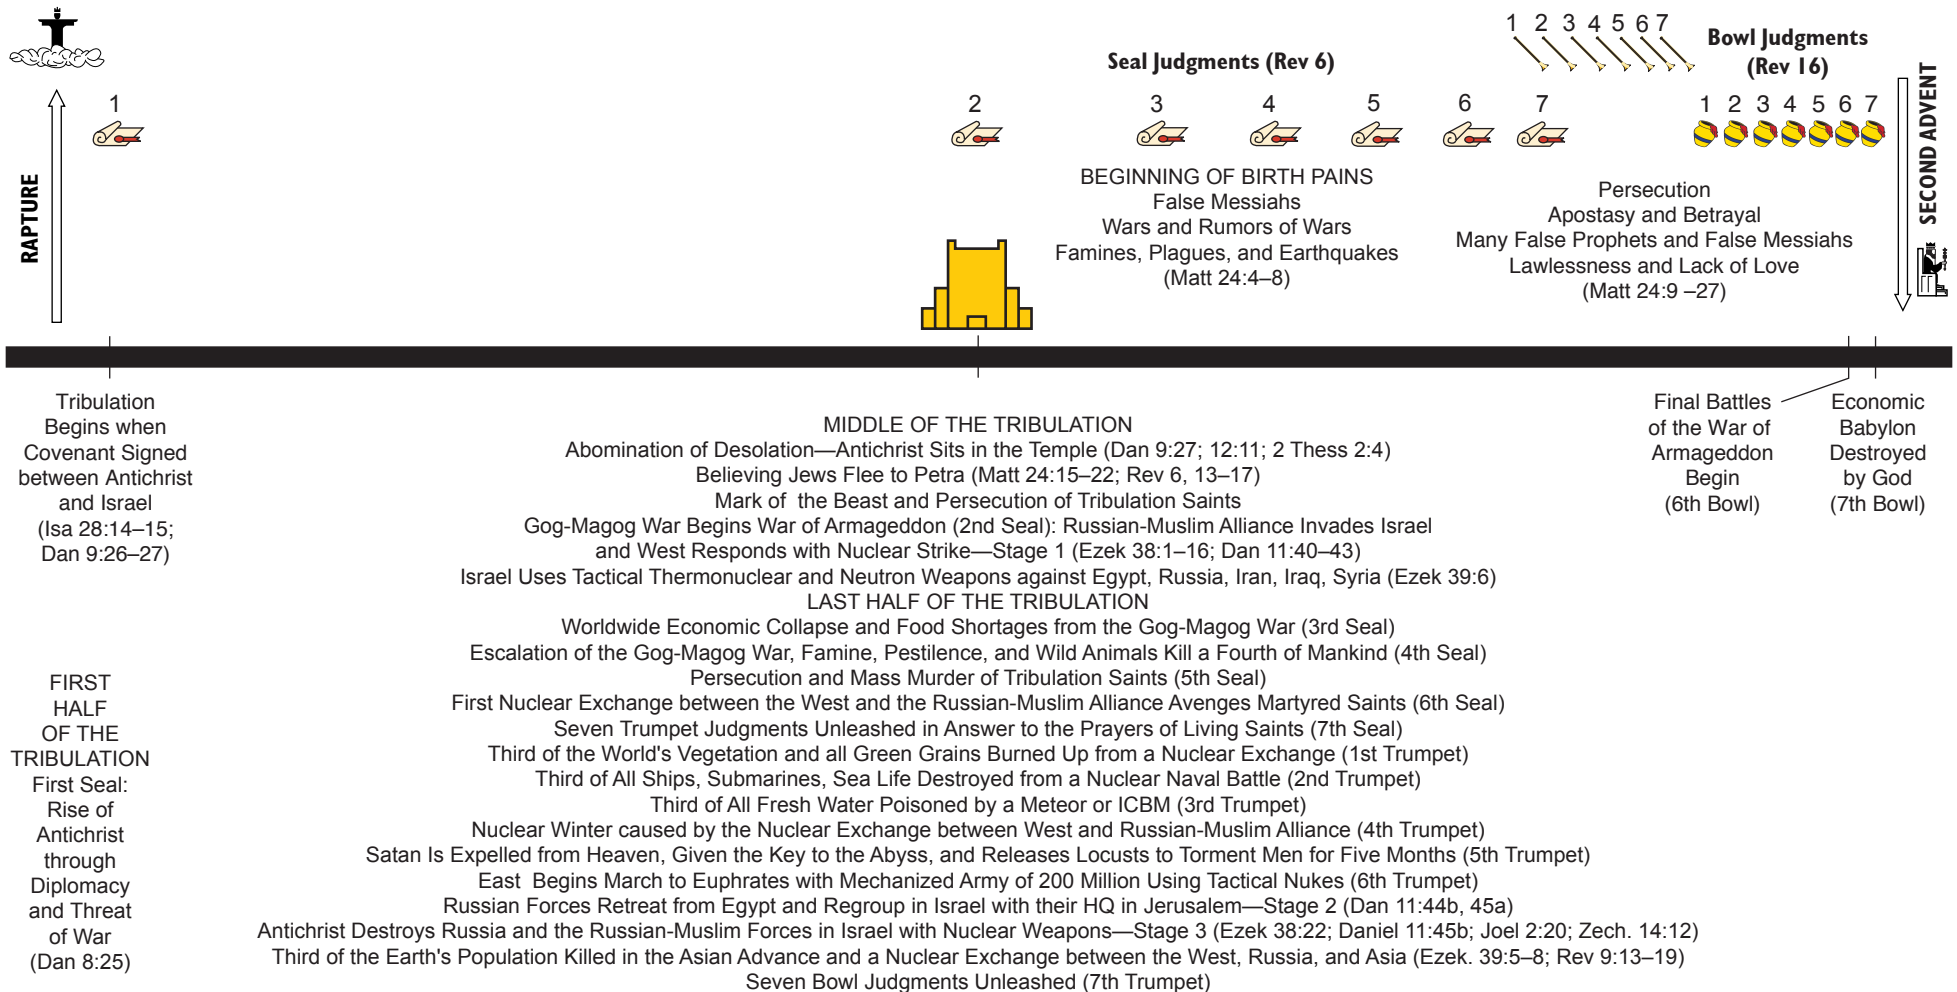 1 2 3 4 5 6 7
Bowl Judgments
(Rev 16)
Seal Judgments (Rev 6)
1 2 3 4 5 6 7
1 2 3 4 5 6 7
RAPTURE
SECOND ADVENT
BEGINNING OF BIRTH PAINS
False Messiahs
Wars and Rumors of Wars
Famines, Plagues, and Earthquakes
(Matt 24:4–8)
Persecution
Apostasy and Betrayal
Many False Prophets and False Messiahs
Lawlessness and Lack of Love
(Matt 24:9 –27)
Tribulation
Begins when
Covenant Signed
between Antichrist
and Israel
(Isa 28:14–15;
Dan 9:26–27)
FIRST
HALF
OF THE
TRIBULATION
First Seal:
Rise of
Antichrist
through
Diplomacy
and Threat
of War
(Dan 8:25)
MIDDLE OF THE TRIBULATION
Abomination of Desolation—Antichrist Sits in the Temple (Dan 9:27; 12:11; 2 Thess 2:4)
Believing Jews Flee to Petra (Matt 24:15–22; Rev 6, 13–17)
Mark of  the Beast and Persecution of Tribulation Saints
Gog-Magog War Begins War of Armageddon (2nd Seal): Russian-Muslim Alliance Invades Israel
and West Responds with Nuclear Strike—Stage 1 (Ezek 38:1–16; Dan 11:40–43)
Israel Uses Tactical Thermonuclear and Neutron Weapons against Egypt, Russia, Iran, Iraq, Syria (Ezek 39:6)
LAST HALF OF THE TRIBULATION
Worldwide Economic Collapse and Food Shortages from the Gog-Magog War (3rd Seal)
Escalation of the Gog-Magog War, Famine, Pestilence, and Wild Animals Kill a Fourth of Mankind (4th Seal)
Persecution and Mass Murder of Tribulation Saints (5th Seal)
First Nuclear Exchange between the West and the Russian-Muslim Alliance Avenges Martyred Saints (6th Seal)
Seven Trumpet Judgments Unleashed in Answer to the Prayers of Living Saints (7th Seal)
Third of the World's Vegetation and all Green Grains Burned Up from a Nuclear Exchange (1st Trumpet)
Third of All Ships, Submarines, Sea Life Destroyed from a Nuclear Naval Battle (2nd Trumpet)
Third of All Fresh Water Poisoned by a Meteor or ICBM (3rd Trumpet)
Nuclear Winter caused by the Nuclear Exchange between West and Russian-Muslim Alliance (4th Trumpet)
Satan Is Expelled from Heaven, Given the Key to the Abyss, and Releases Locusts to Torment Men for Five Months (5th Trumpet)
East  Begins March to Euphrates with Mechanized Army of 200 Million Using Tactical Nukes (6th Trumpet)
Russian Forces Retreat from Egypt and Regroup in Israel with their HQ in Jerusalem—Stage 2 (Dan 11:44b, 45a)
Antichrist Destroys Russia and the Russian-Muslim Forces in Israel with Nuclear Weapons—Stage 3 (Ezek 38:22; Daniel 11:45b; Joel 2:20; Zech. 14:12)
Third of the Earth's Population Killed in the Asian Advance and a Nuclear Exchange between the West, Russia, and Asia (Ezek. 39:5–8; Rev 9:13–19)
Seven Bowl Judgments Unleashed (7th Trumpet)
Final Battles
of the War of
Armageddon
Begin
(6th Bowl)
Economic
Babylon
Destroyed
by God
(7th Bowl)